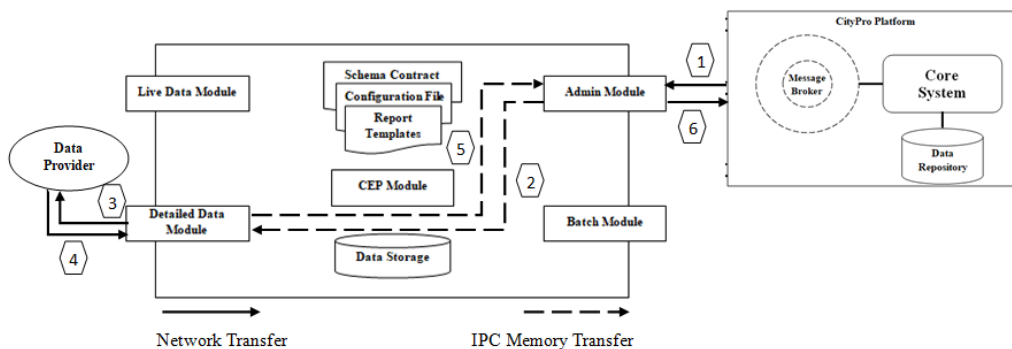 CityPro Platform
1
Message
Broker
Core
System
Data
Repository
Live Data Module
Schema Contract
Configuration File
Report
Templates
5
Admin Module
6
Data
Provider
CEP Module
2
3
Detailed Data
Module
Batch Module
4
Data Storage
Network Transfer
IPC Memory Transfer